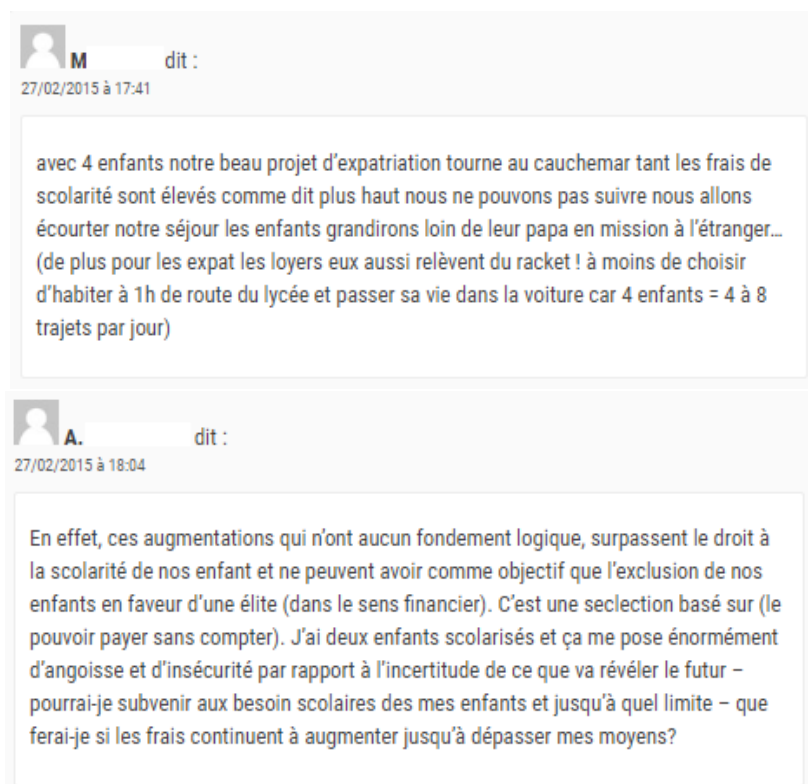 M dit :
27/02/2015 à 17:41
avec 4 enfants notre beau projet d’expatriation tourne au cauchemar tant les frais de
scolarité sont élevés comme dit plus haut nous ne pouvons pas suivre nous allons
écourter notre séjour les enfants grandirons loin de leur papa en mission à l’étranger…
(de plus pour les expat les loyers eux aussi relèvent du racket ! à moins de choisir
d’habiter à 1h de route du lycée et passer sa vie dans la voiture car 4 enfants = 4 à 8
trajets par jour)
A. dit :
27/02/2015 à 18:04
En effet, ces augmentations qui n’ont aucun fondement logique, surpassent le droit à
la scolarité de nos enfant et ne peuvent avoir comme objectif que l’exclusion de nos
enfants en faveur d’une élite (dans le sens financier). C’est une seclection basé sur (le
pouvoir payer sans compter). J’ai deux enfants scolarisés et ça me pose énormément
d’angoisse et d’insécurité par rapport à l’incertitude de ce que va révéler le futur –
pourrai-je subvenir aux besoin scolaires des mes enfants et jusqu’à quel limite – que
ferai-je si les frais continuent à augmenter jusqu’à dépasser mes moyens?